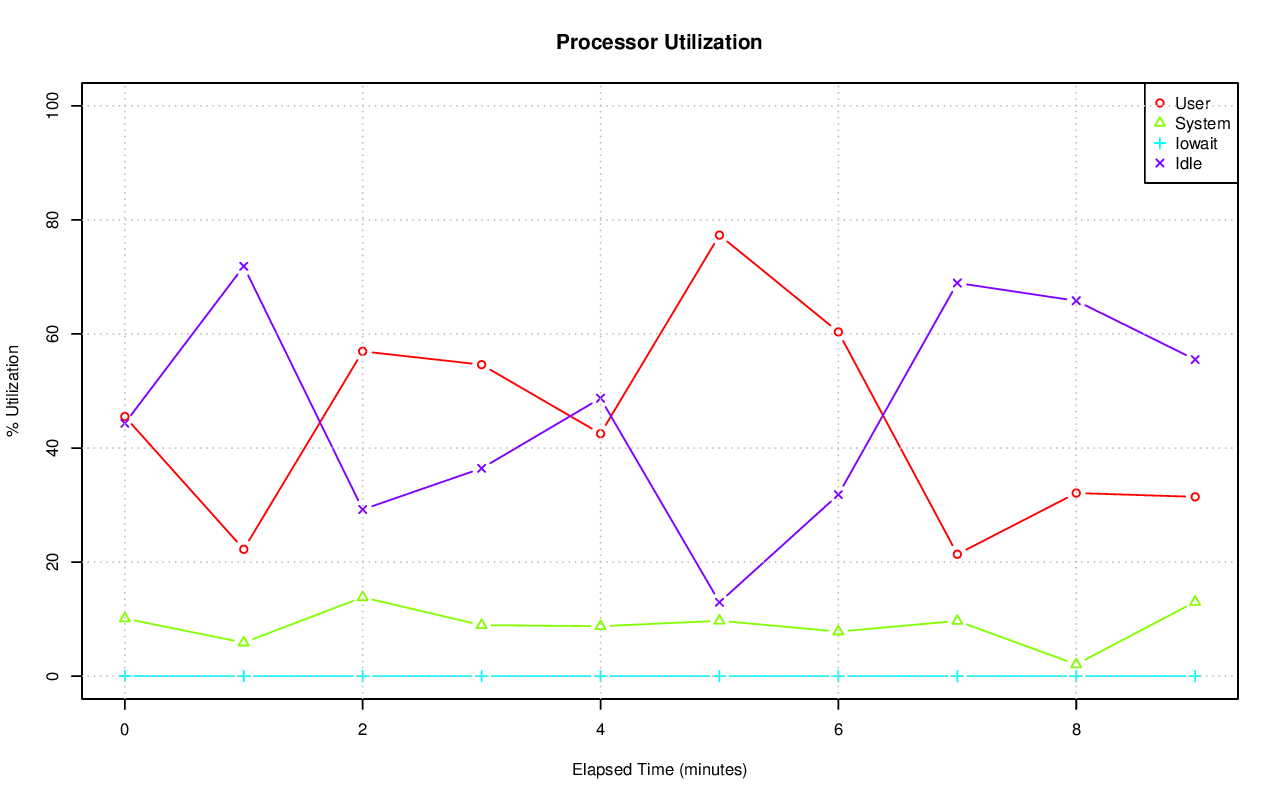 Processor Utilization
% Utilization
100
80
60
40
20
0
User
System
Iowait
Idle
0 2 4 6 8
Elapsed Time (minutes)